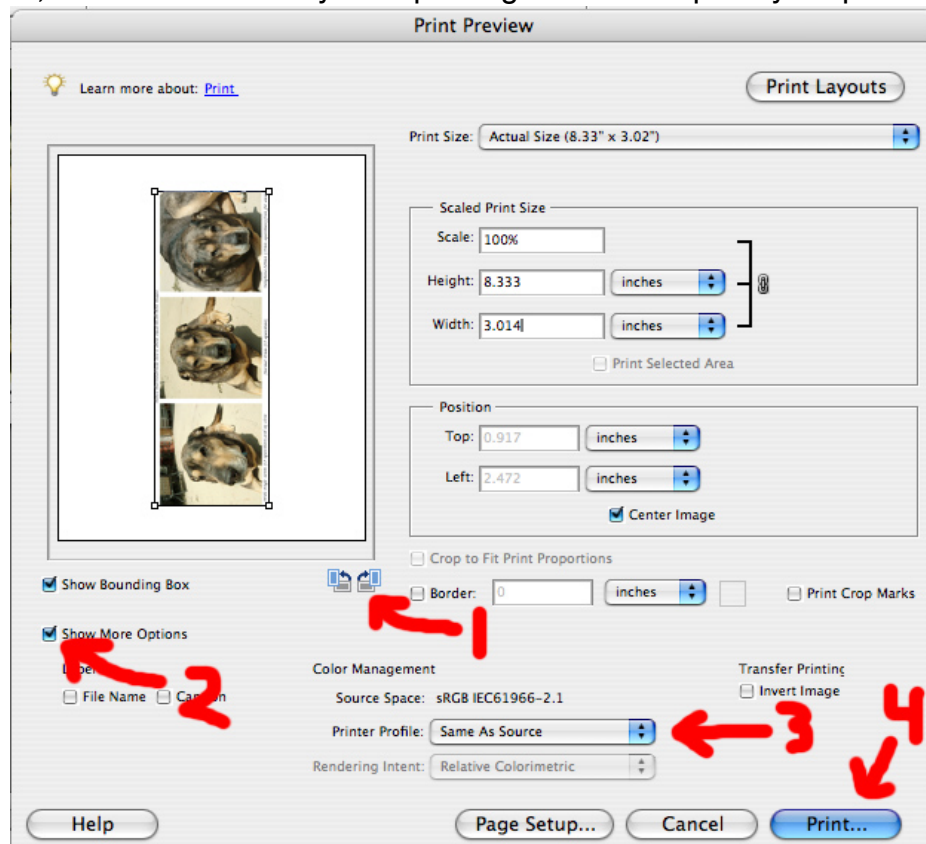 Print Preview
Learn more about: Print
Print Layouts
Print Size: Actual Size (8.33" x 3.02")
Scaled Print Size
Scale: 100%
Height: 8.333 inches
Width: 3.014 inches
Print Selected Area
Position
Top: 0.917 inches
Left: 2.472 inches
Center Image
Crop to Fit Print Proportions
Show Bounding Box
Border: 0 inches
Print Crop Marks
1
Show More Options
2
File Name
Color Management
Source Space: sRGB IEC61966-2.1
Printer Profile: Same As Source
3
Rendering Intent: Relative Colorimetric
Transfer Printing
Invert Image
4
Help
Page Setup...
Cancel
Print...